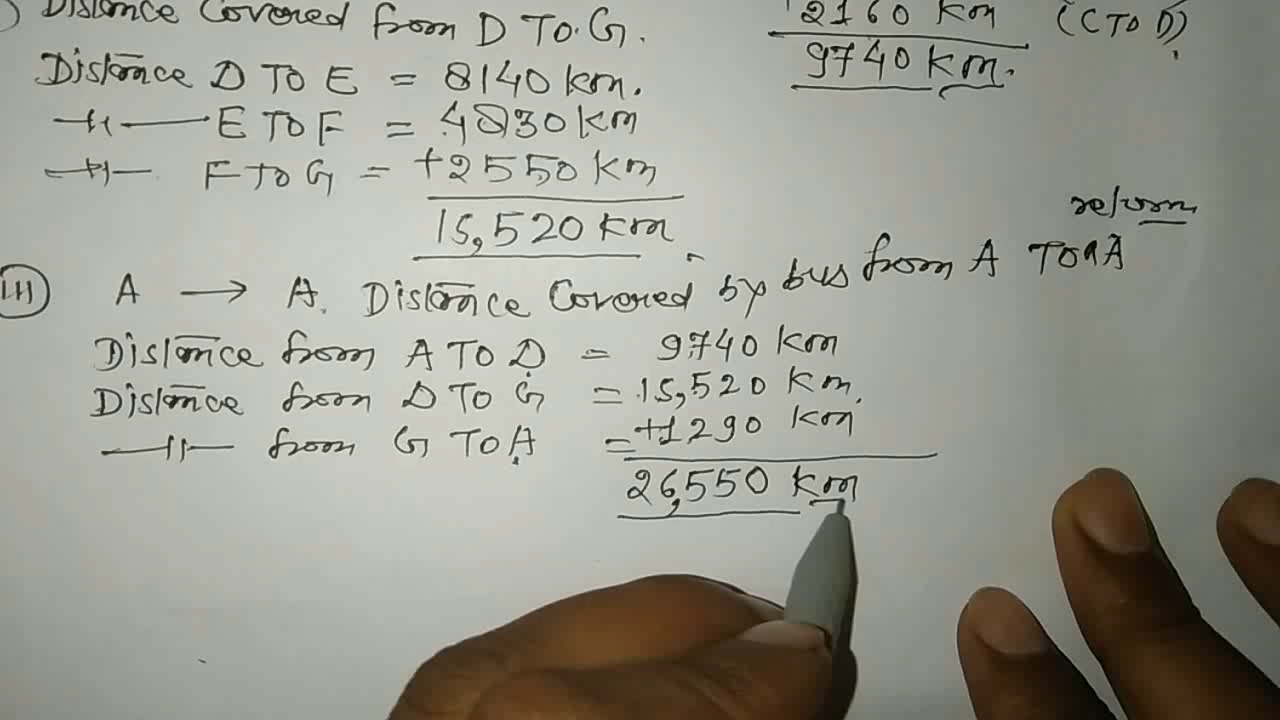 ) Distance Covered from D TO G.
2160 Km (C TO D)
9740 Km.
Distance D TO E = 8140 km.
—〃— E TO F = 4830 km
—〃— F TO G = +2550 km
15,520 km
return
(III) A → A. Distance Covered by bus from A TO A
Distance from A TO D = 9740 km
Distance from D TO G = 15,520 km.
—〃— from G TO A = +1290 km
26,550 km